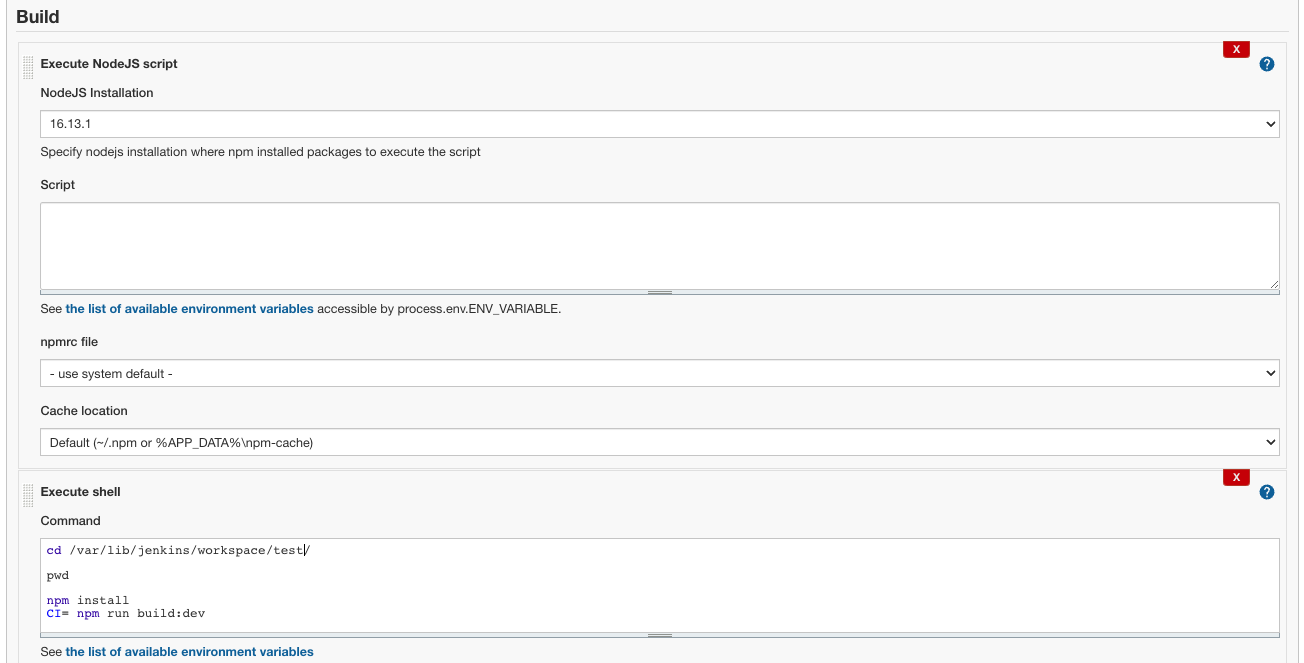 Build
X
Execute NodeJS script
?
NodeJS Installation
16.13.1
Specify nodejs installation where npm installed packages to execute the script
Script
See the list of available environment variables accessible by process.env.ENV_VARIABLE.
npmrc file
- use system default -
Cache location
Default (~/.npm or %APP_DATA%\npm-cache)
X
Execute shell
?
Command
cd /var/lib/jenkins/workspace/test/
pwd
npm install
CI= npm run build:dev
See the list of available environment variables